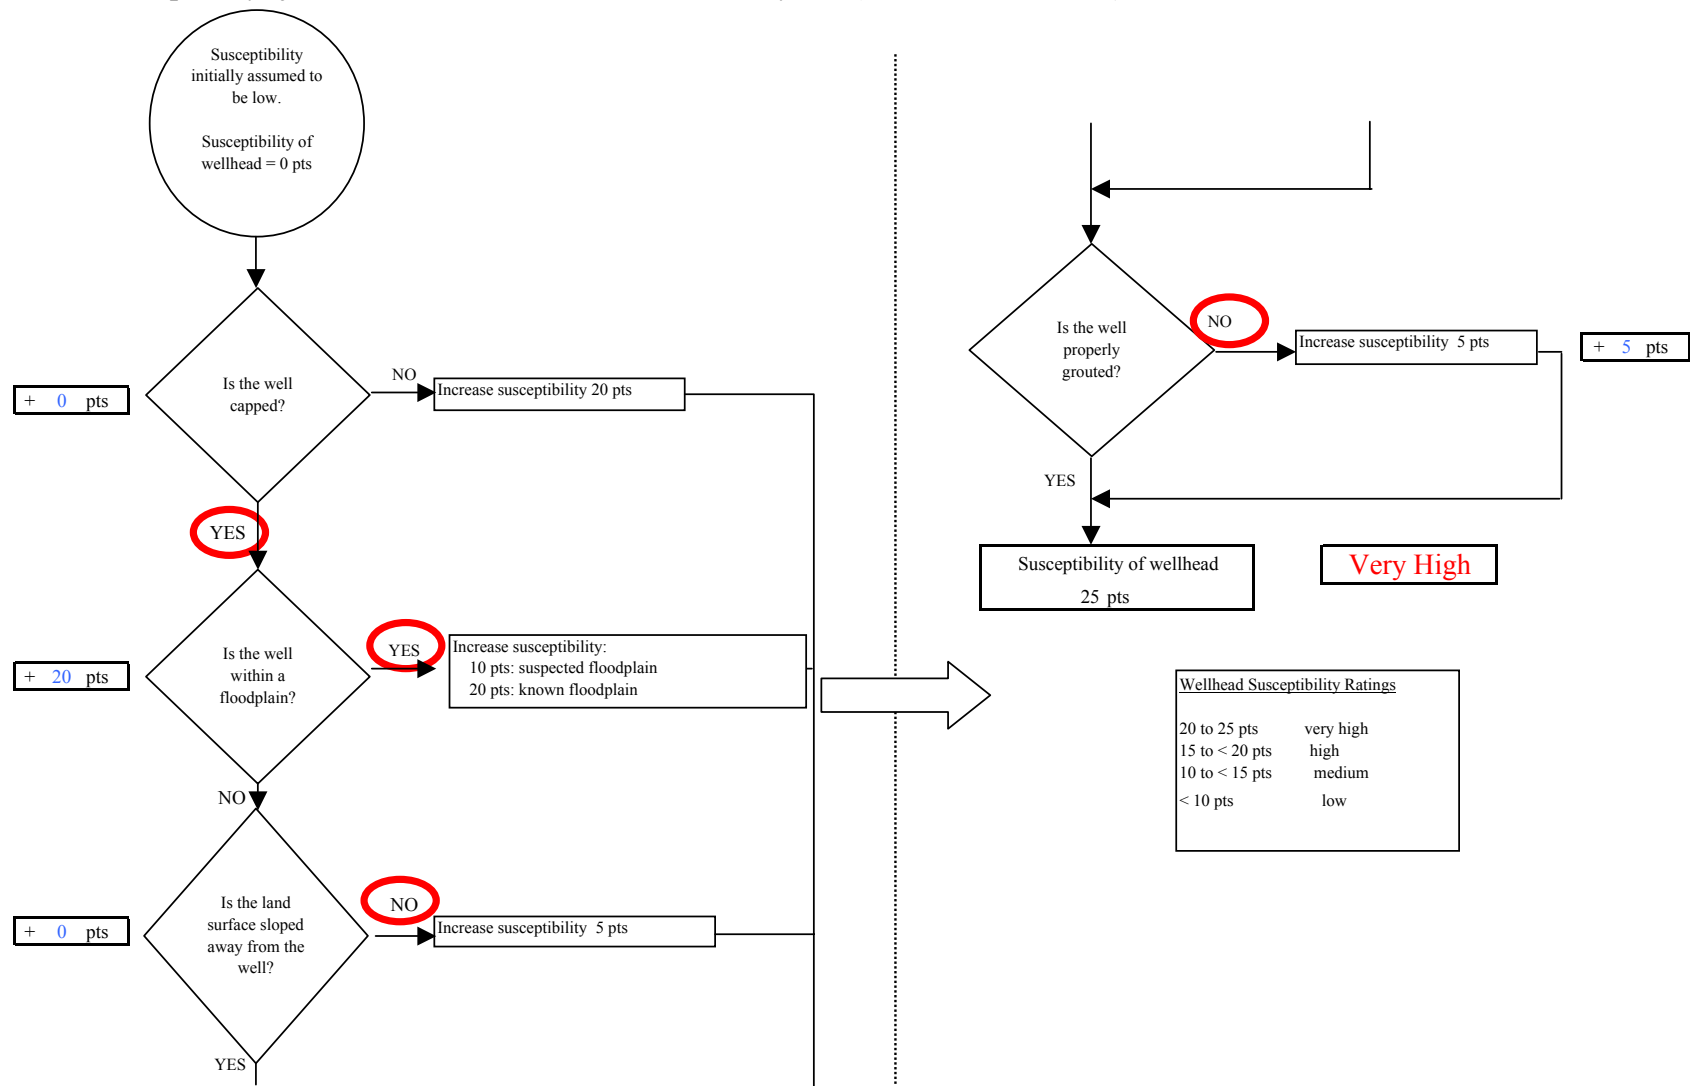 Susceptibility
initially assumed to
be low.
Susceptibility of
wellhead = 0 pts
Is the well
capped?
NO
Increase susceptibility 20 pts
+ 0 pts
YES
Is the well
within a
floodplain?
YES
Increase susceptibility:
10 pts: suspected floodplain
20 pts: known floodplain
+ 20 pts
NO
Is the land
surface sloped
away from the
well?
NO
Increase susceptibility 5 pts
+ 0 pts
YES
Is the well
properly
grouted?
NO
Increase susceptibility 5 pts
+ 5 pts
YES
Susceptibility of wellhead
25 pts
Very High
Wellhead Susceptibility Ratings
20 to 25 pts very high
15 to < 20 pts high
10 to < 15 pts medium
< 10 pts low